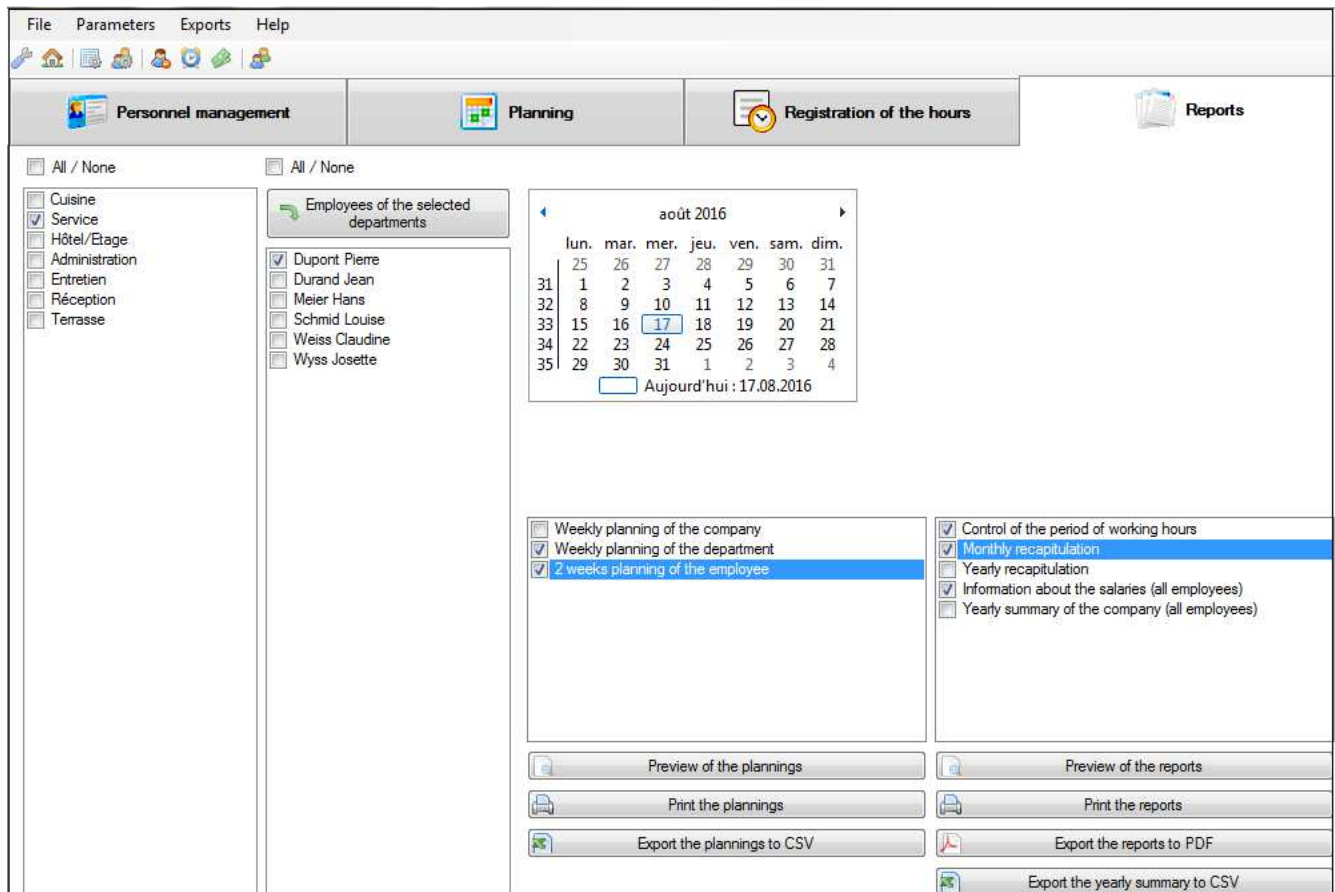 File Parameters Exports Help
Personnel management Planning Registration of the hours Reports
All / None
Cuisine
Service
Hôtel/Etage
Administration
Entretien
Réception
Terrasse
All / None
Employees of the selected
departments
Dupont Pierre
Durand Jean
Meier Hans
Schmid Louise
Weiss Claudine
Wyss Josette
août 2016
lun. mar. mer. jeu. ven. sam. dim.
25 26 27 28 29 30 31
31 1 2 3 4 5 6 7
32 8 9 10 11 12 13 14
33 15 16 17 18 19 20 21
34 22 23 24 25 26 27 28
35 29 30 31 1 2 3 4
Aujourd'hui : 17.08.2016
Weekly planning of the company
Weekly planning of the department
2 weeks planning of the employee
Preview of the plannings
Print the plannings
Export the plannings to CSV
Control of the period of working hours
Monthly recapitulation
Yearly recapitulation
Information about the salaries (all employees)
Yearly summary of the company (all employees)
Preview of the reports
Print the reports
Export the reports to PDF
Export the yearly summary to CSV